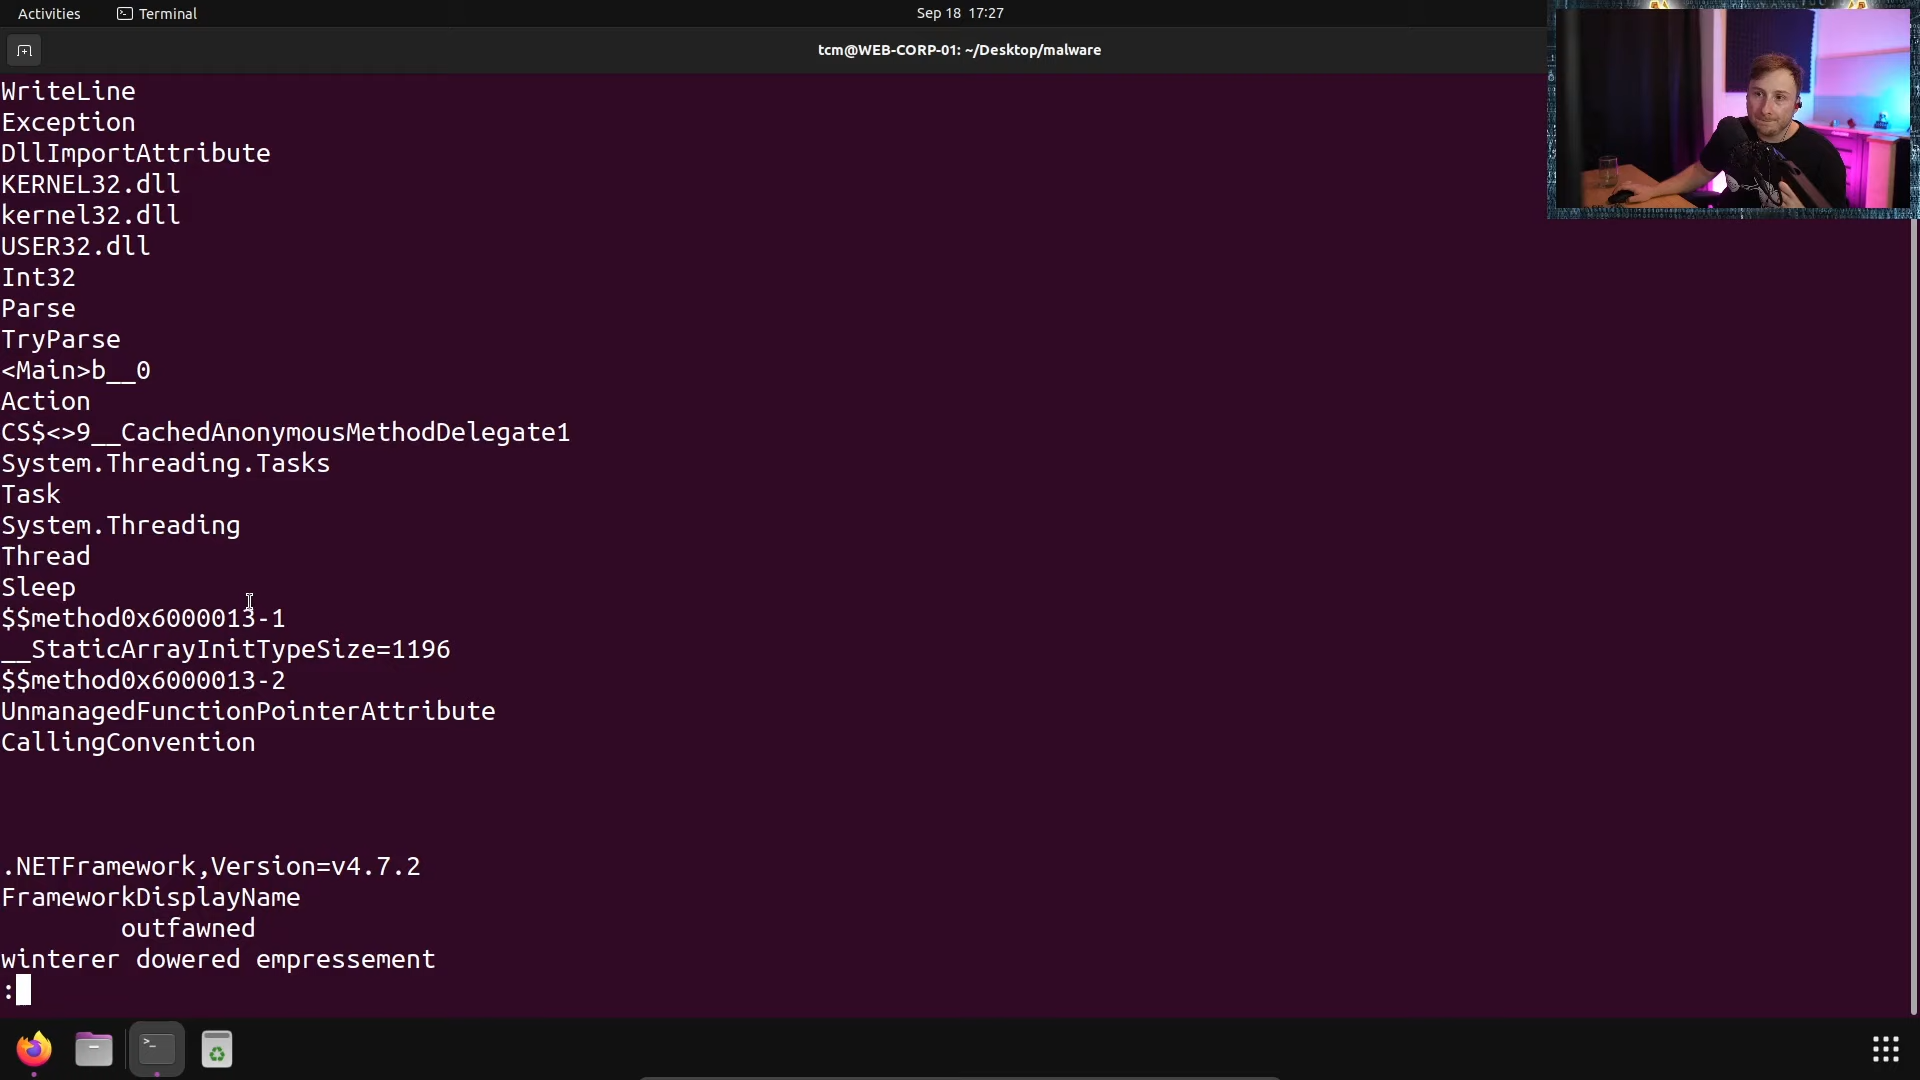 Activities
Terminal
Sep 18 17:27
tcm@WEB-CORP-01: ~/Desktop/malware
WriteLine
Exception
DllImportAttribute
KERNEL32.dll
kernel32.dll
USER32.dll
Int32
Parse
TryParse
<Main>b__0
Action
CS$<>9__CachedAnonymousMethodDelegate1
System.Threading.Tasks
Task
System.Threading
Thread
Sleep
$$method0x6000013-1
__StaticArrayInitTypeSize=1196
$$method0x6000013-2
UnmanagedFunctionPointerAttribute
CallingConvention
.NETFramework,Version=v4.7.2
FrameworkDisplayName
outfawned
winterer dowered empressement
: